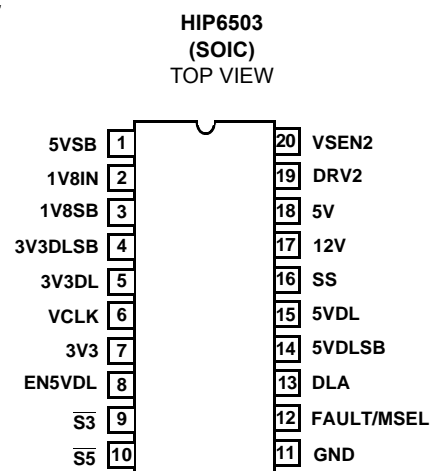 HIP6503
(SOIC)
TOP VIEW
5VSB 1 20 VSEN2
1V8IN 2 19 DRV2
1V8SB 3 18 5V
3V3DLSB 4 17 12V
3V3DL 5 16 SS
VCLK 6 15 5VDL
3V3 7 14 5VDLSB
EN5VDL 8 13 DLA
S3 9 12 FAULT/MSEL
S5 10 11 GND